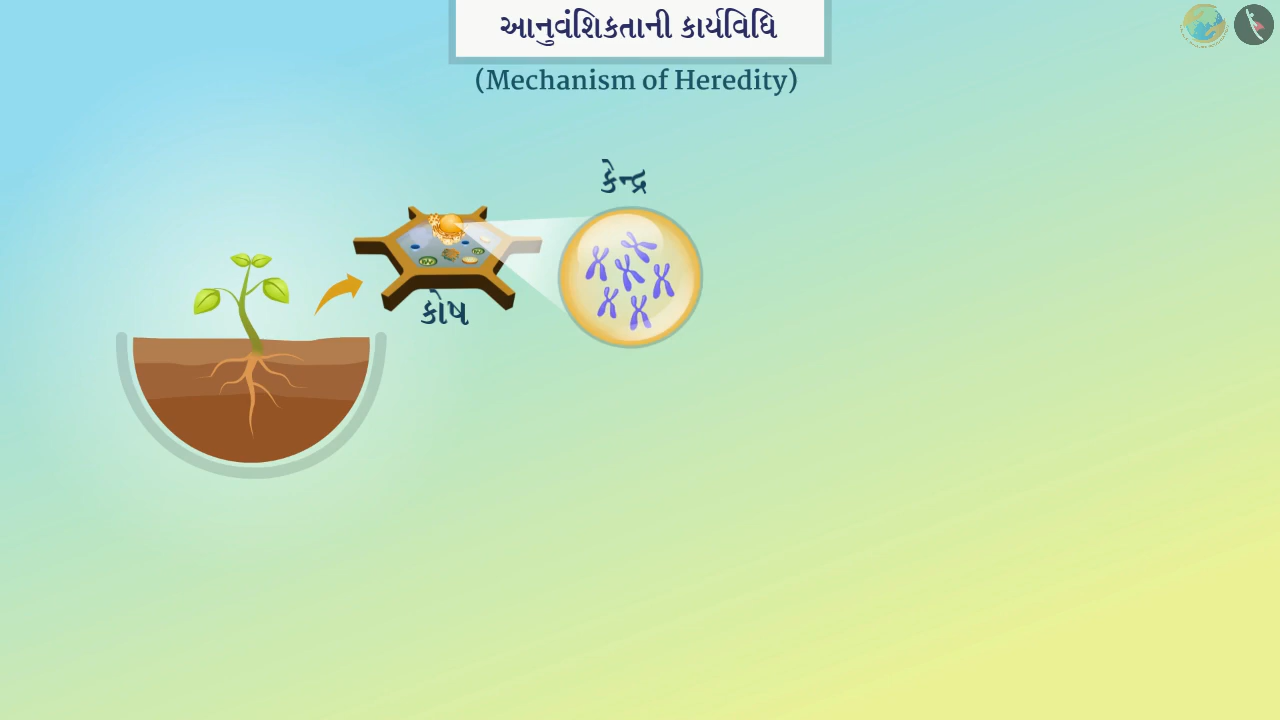 આનુવંશિકતાની કાર્યવિધિ
(Mechanism of Heredity)
કેન્દ્ર
કોષ